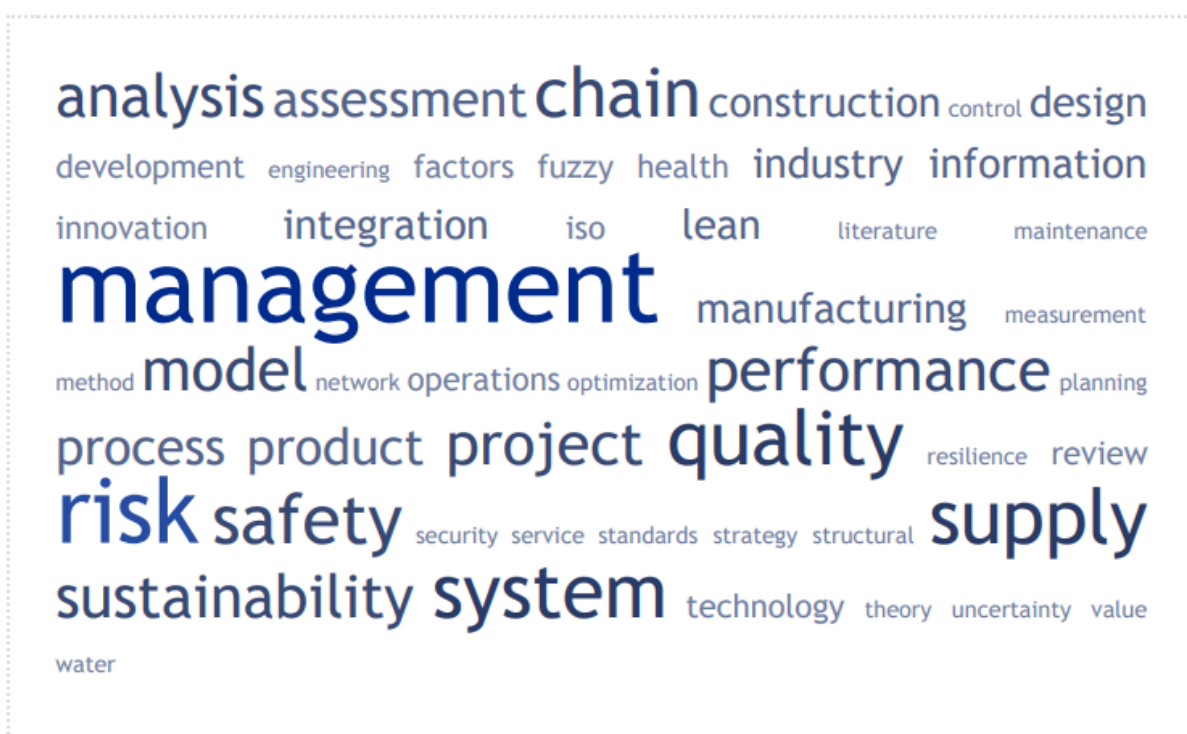 analysis assessment chain construction control design
development engineering factors fuzzy health industry information
innovation integration iso lean literature maintenance
management manufacturing measurement
method model network operations optimization performance planning
process product project quality resilience review
risk safety security service standards strategy structural supply
sustainability system technology theory uncertainty value
water